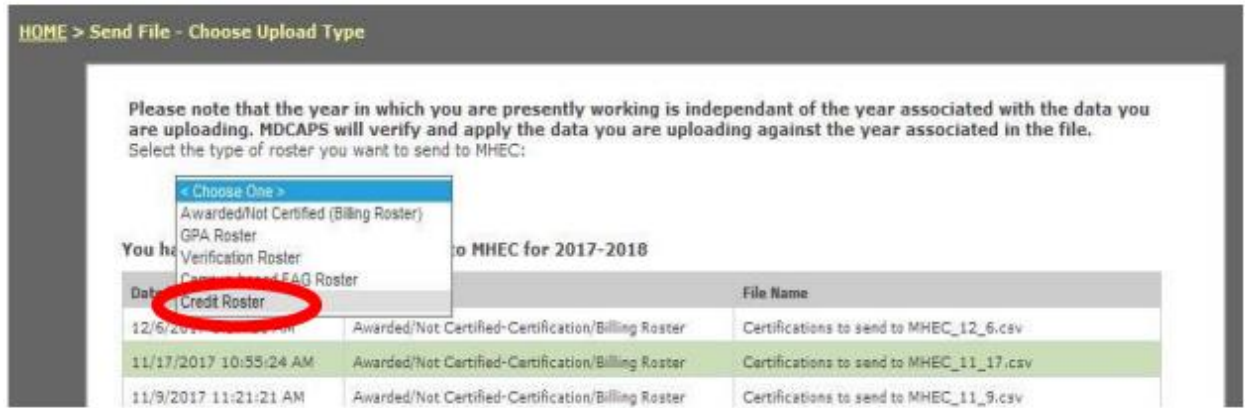 HOME > Send File - Choose Upload Type
Please note that the year in which you are presently working is independant of the year associated with the data you
are uploading. MDCAPS will verify and apply the data you are uploading against the year associated in the file.
Select the type of roster you want to send to MHEC:
< Choose One >
Awarded/Not Certified (Billing Roster)
GPA Roster
Verification Roster
EAG Roster
Credit Roster
You ha to MHEC for 2017-2018
Date File Name
12/6/2017 AM Awarded/Not Certified-Certification/Billing Roster Certifications to send to MHEC_12_6.csv
11/17/2017 10:55:24 AM Awarded/Not Certified-Certification/Billing Roster Certifications to send to MHEC_11_17.csv
11/9/2017 11:21:21 AM Awarded/Not Certified-Certification/Billing Roster Certifications to send to MHEC_11_9.csv